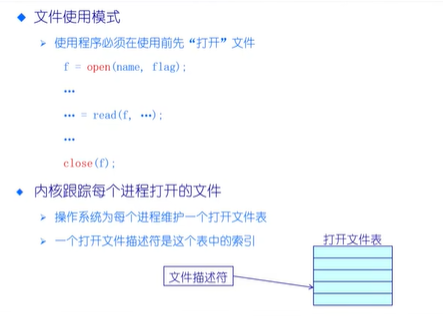 文件使用模式
使用程序必须在使用前先“打开”文件
f = open(name, flag);
…
… = read(f, …);
…
close(f);
内核跟踪每个进程打开的文件
操作系统为每个进程维护一个打开文件表
一个打开文件描述符是这个表中的索引
打开文件表
文件描述符